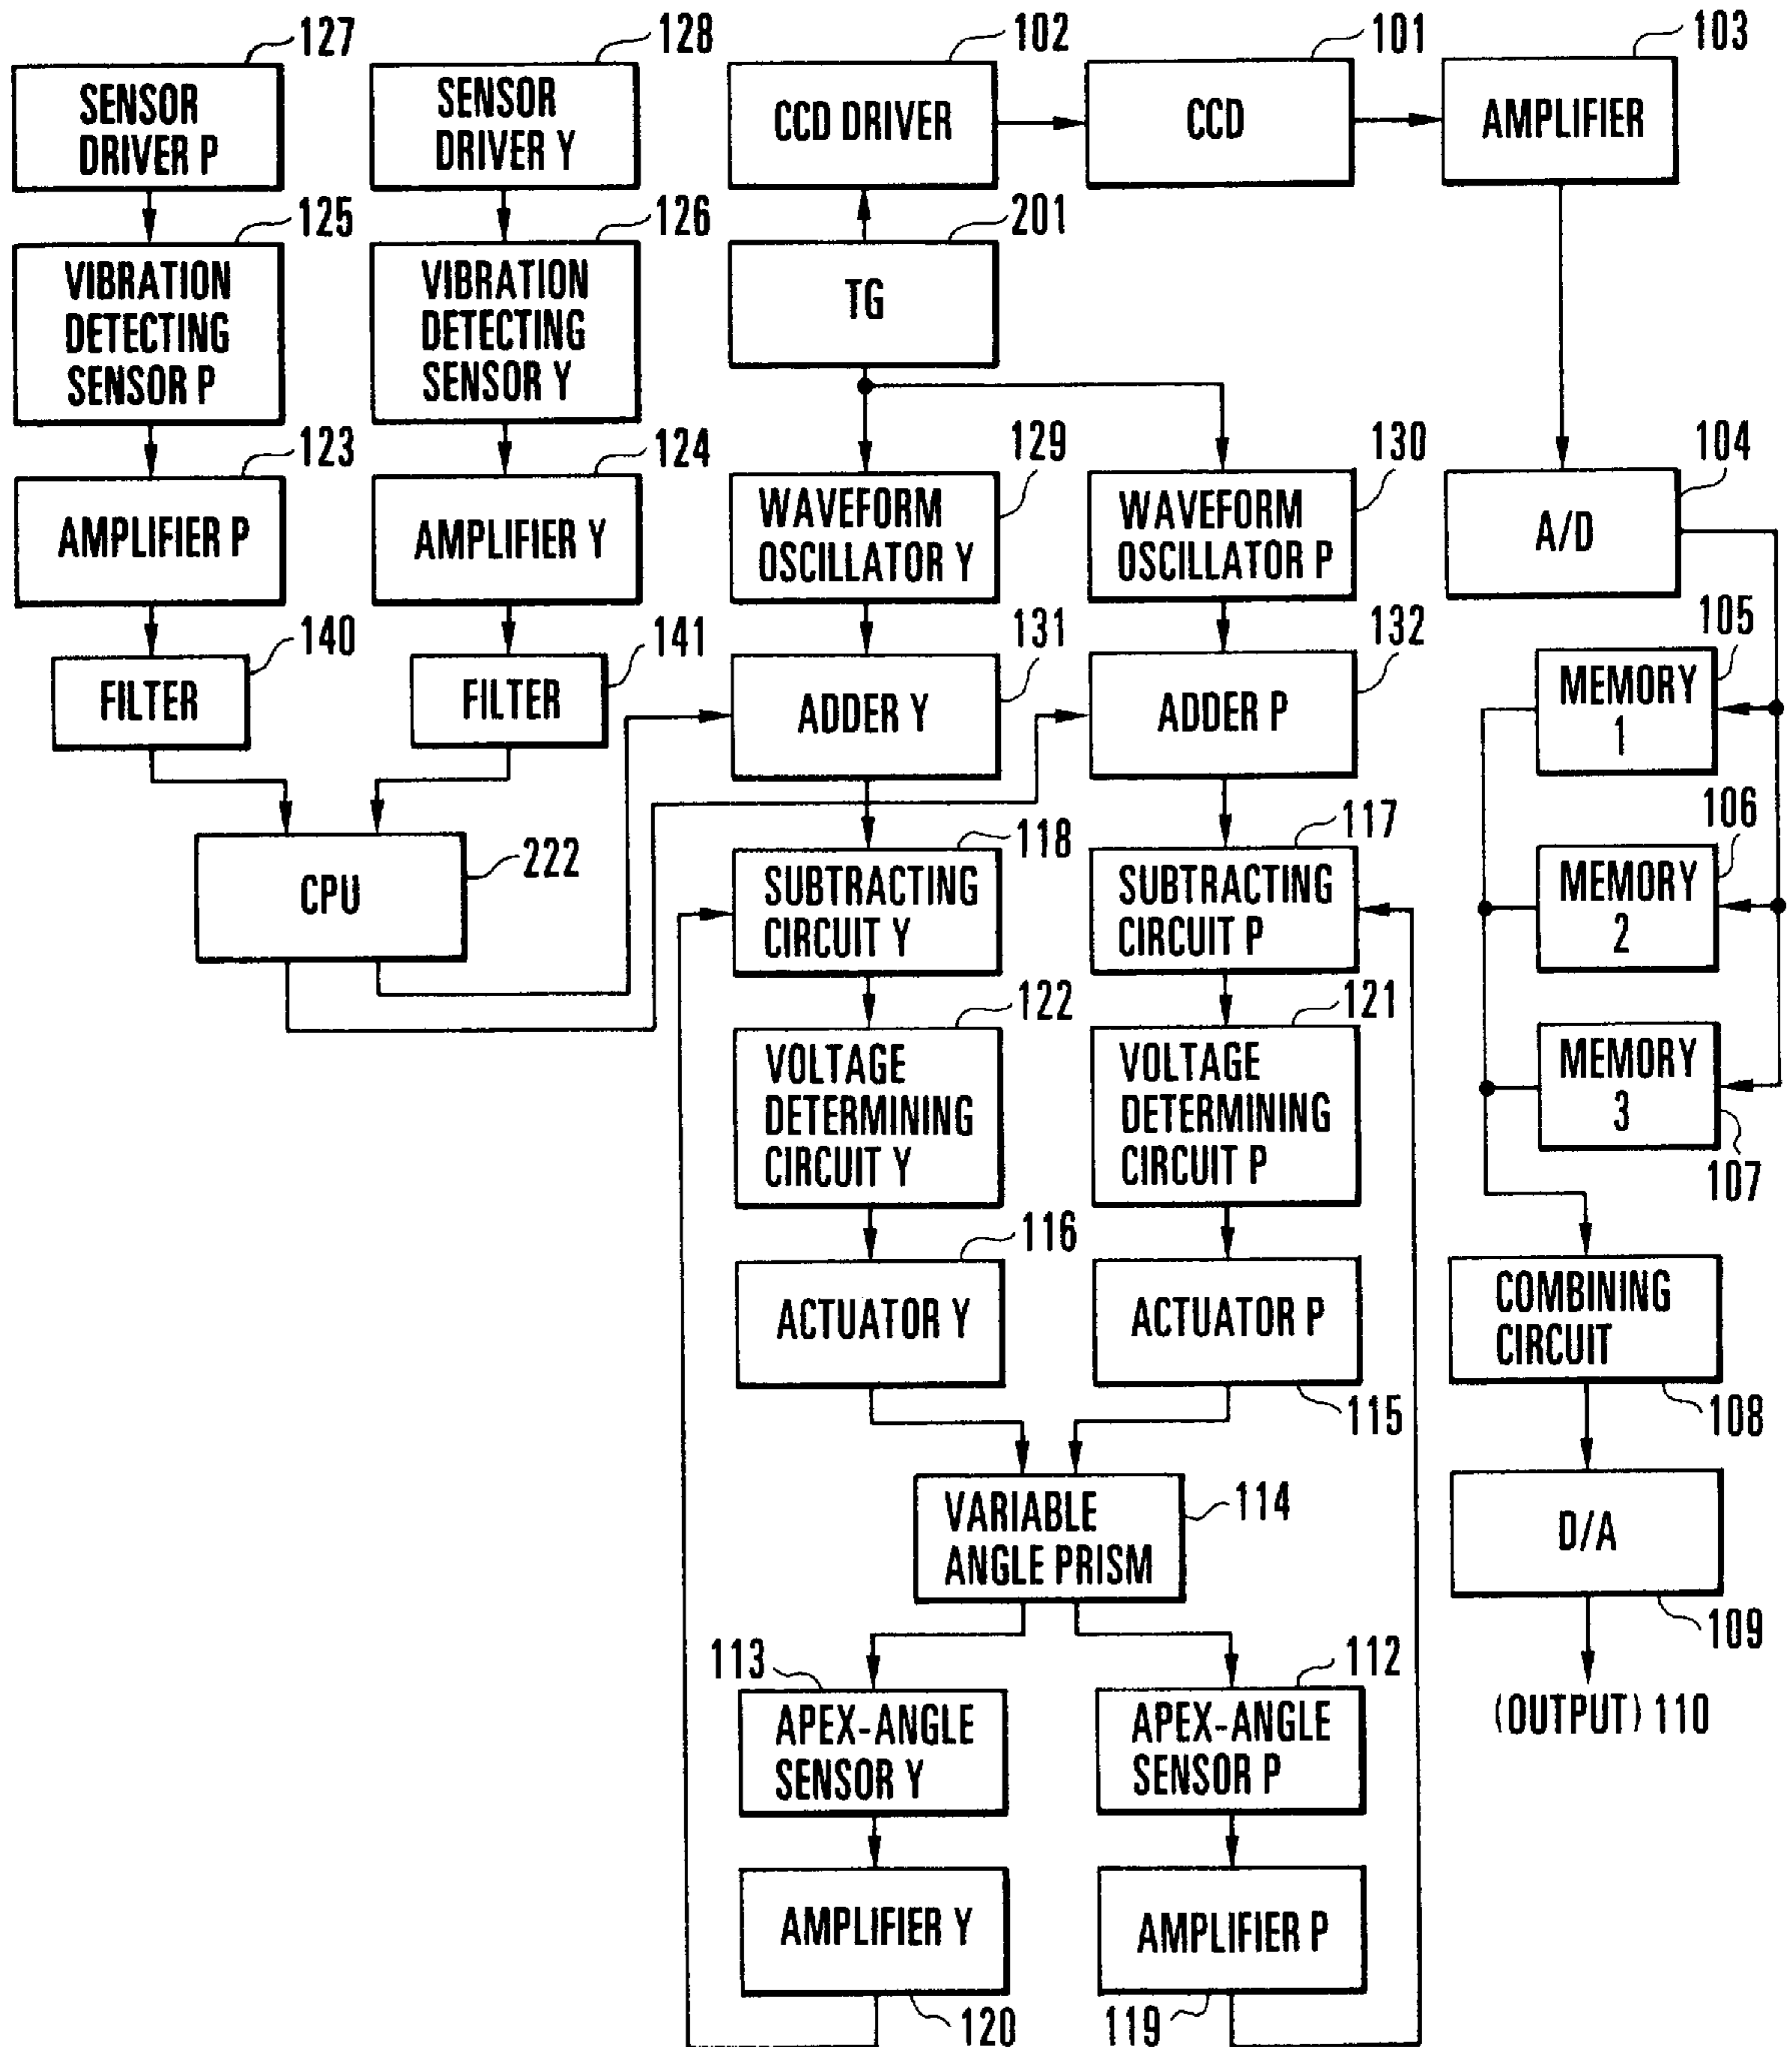 127
SENSOR
DRIVER P
128
SENSOR
DRIVER Y
102
CCD DRIVER
101
CCD
103
AMPLIFIER
125
VIBRATION
DETECTING
SENSOR P
126
VIBRATION
DETECTING
SENSOR Y
201
TG
123
AMPLIFIER P
124
AMPLIFIER Y
129
WAVEFORM
OSCILLATOR Y
130
WAVEFORM
OSCILLATOR P
104
A/D
140
FILTER
141
FILTER
131
ADDER Y
132
ADDER P
105
MEMORY
1
222
CPU
118
SUBTRACTING
CIRCUIT Y
117
SUBTRACTING
CIRCUIT P
106
MEMORY
2
122
VOLTAGE
DETERMINING
CIRCUIT Y
121
VOLTAGE
DETERMINING
CIRCUIT P
MEMORY
3
107
116
ACTUATOR Y
ACTUATOR P
115
COMBINING
CIRCUIT
108
VARIABLE
ANGLE PRISM
114
D/A
109
113
APEX-ANGLE
SENSOR Y
112
APEX-ANGLE
SENSOR P
(OUTPUT) 110
AMPLIFIER Y
120
AMPLIFIER P
119